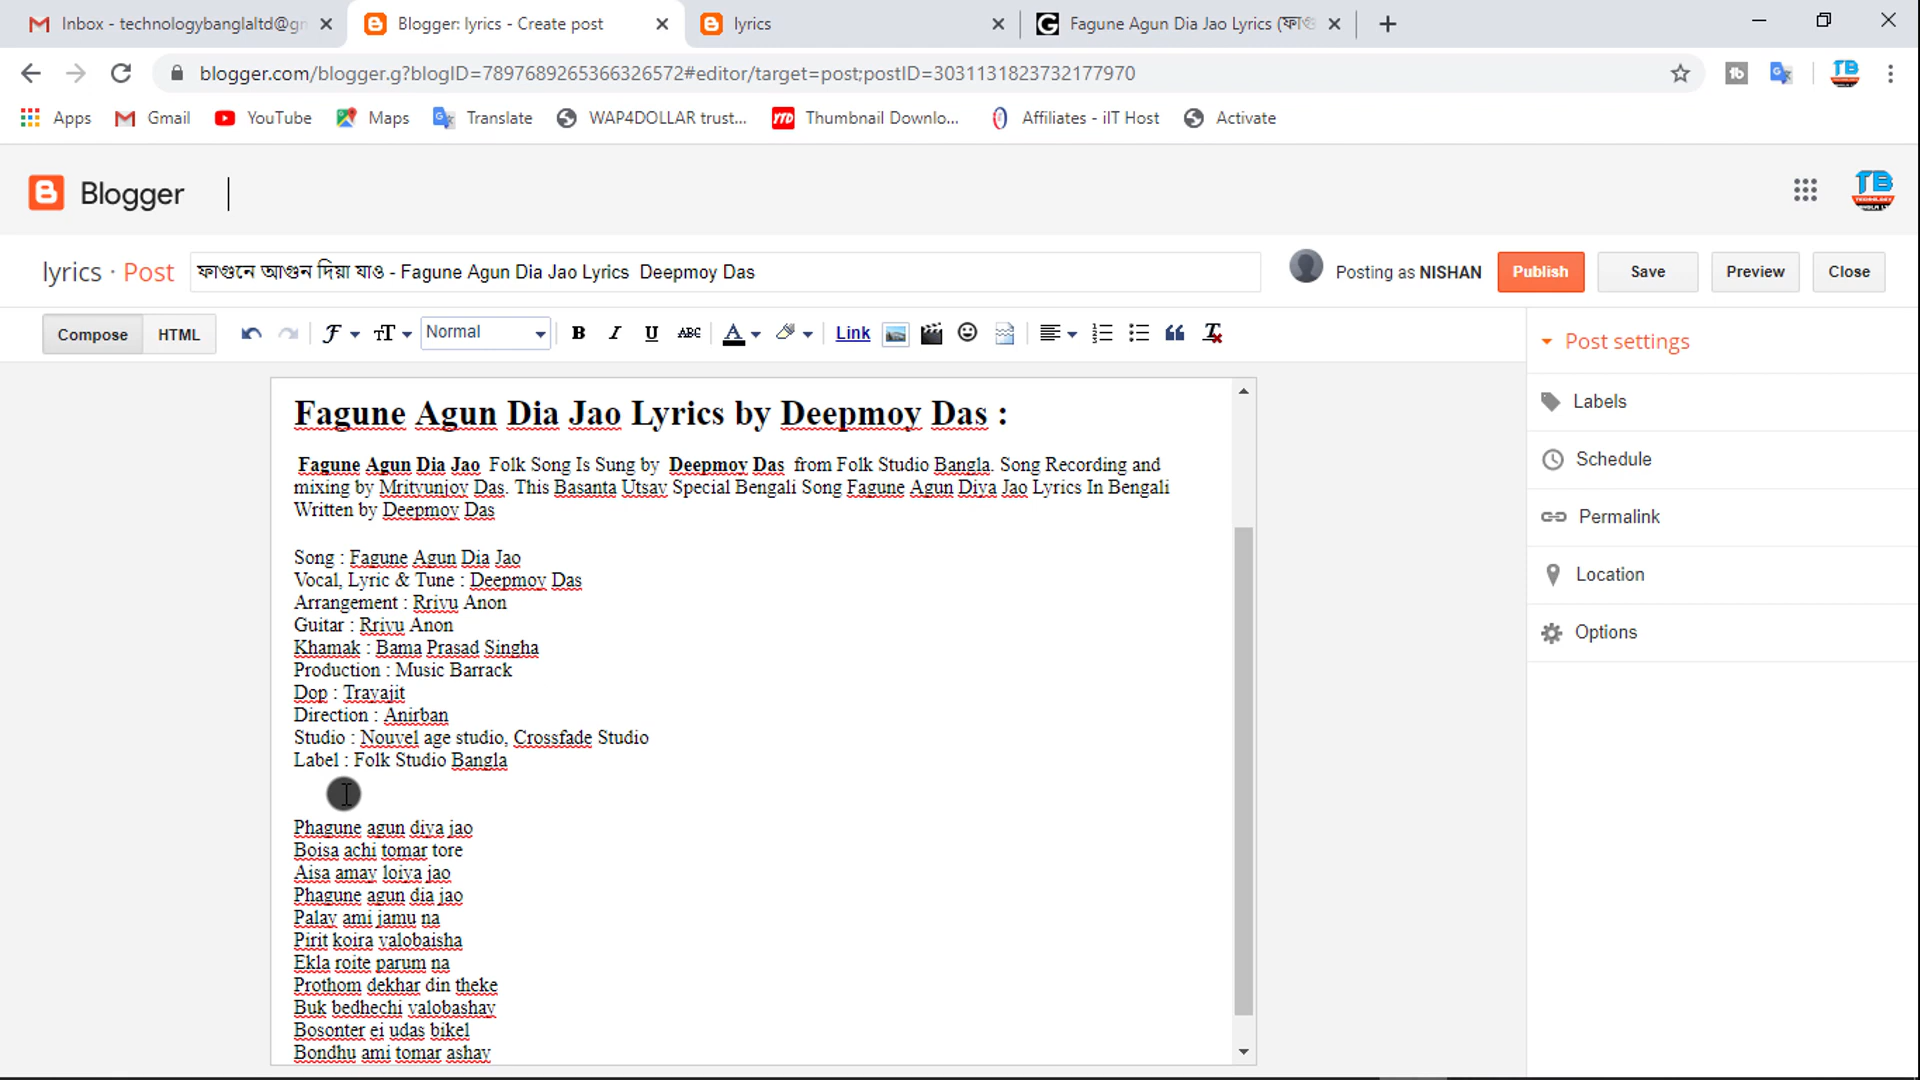 Inbox - technologybanglaltd@gn
Blogger: lyrics - Create post
lyrics
Fagune Agun Dia Jao Lyrics (ফাগু
blogger.com/blogger.g?blogID=7897689265366326572#editor/target=post;postID=3031131823732177970
Apps
Gmail
YouTube
Maps
Translate
WAP4DOLLAR trust...
Thumbnail Downlo...
Affiliates - iIT Host
Activate
Blogger
lyrics · Post
ফাগুনে আগুন দিয়া যাও - Fagune Agun Dia Jao Lyrics  Deepmoy Das
Posting as NISHAN
Publish
Save
Preview
Close
Compose
HTML
Normal
Link
Post settings
Labels
Schedule
Permalink
Location
Options
Fagune Agun Dia Jao Lyrics by Deepmoy Das :
Fagune Agun Dia Jao  Folk Song Is Sung by  Deepmoy Das  from Folk Studio Bangla. Song Recording and
mixing by Mrityunjoy Das. This Basanta Utsav Special Bengali Song Fagune Agun Diya Jao Lyrics In Bengali
Written by Deepmoy Das
Song : Fagune Agun Dia Jao
Vocal, Lyric & Tune : Deepmoy Das
Arrangement : Rrivu Anon
Guitar : Rrivu Anon
Khamak : Bama Prasad Singha
Production : Music Barrack
Dop : Trayajit
Direction : Anirban
Studio : Nouvel age studio, Crossfade Studio
Label : Folk Studio Bangla
Phagune agun diya jao
Boisa achi tomar tore
Aisa amay loiya jao
Phagune agun dia jao
Palay ami jamu na
Pirit koira valobaisha
Ekla roite parum na
Prothom dekhar din theke
Buk bedhechi valobashay
Bosonter ei udas bikel
Bondhu ami tomar ashay